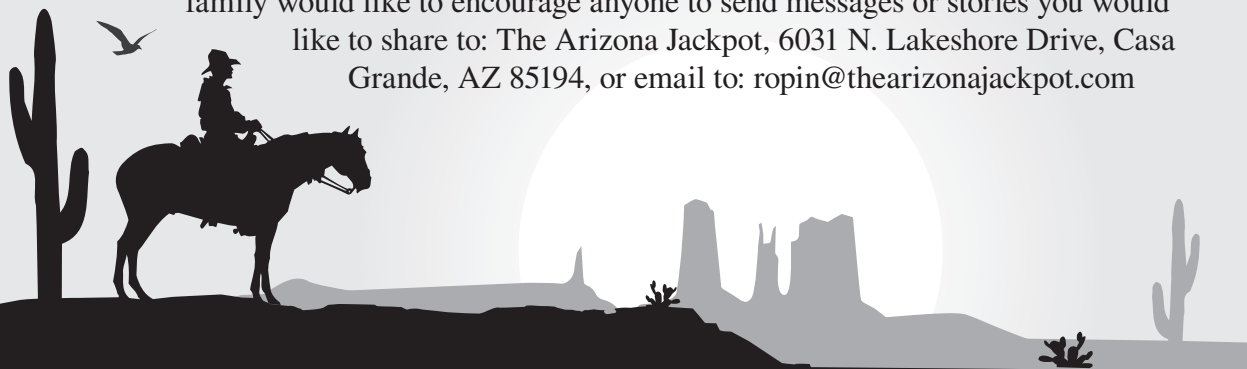 family would like to encourage anyone to send messages or stories you would
like to share to: The Arizona Jackpot, 6031 N. Lakeshore Drive, Casa
Grande, AZ 85194, or email to: ropin@thearizonajackpot.com